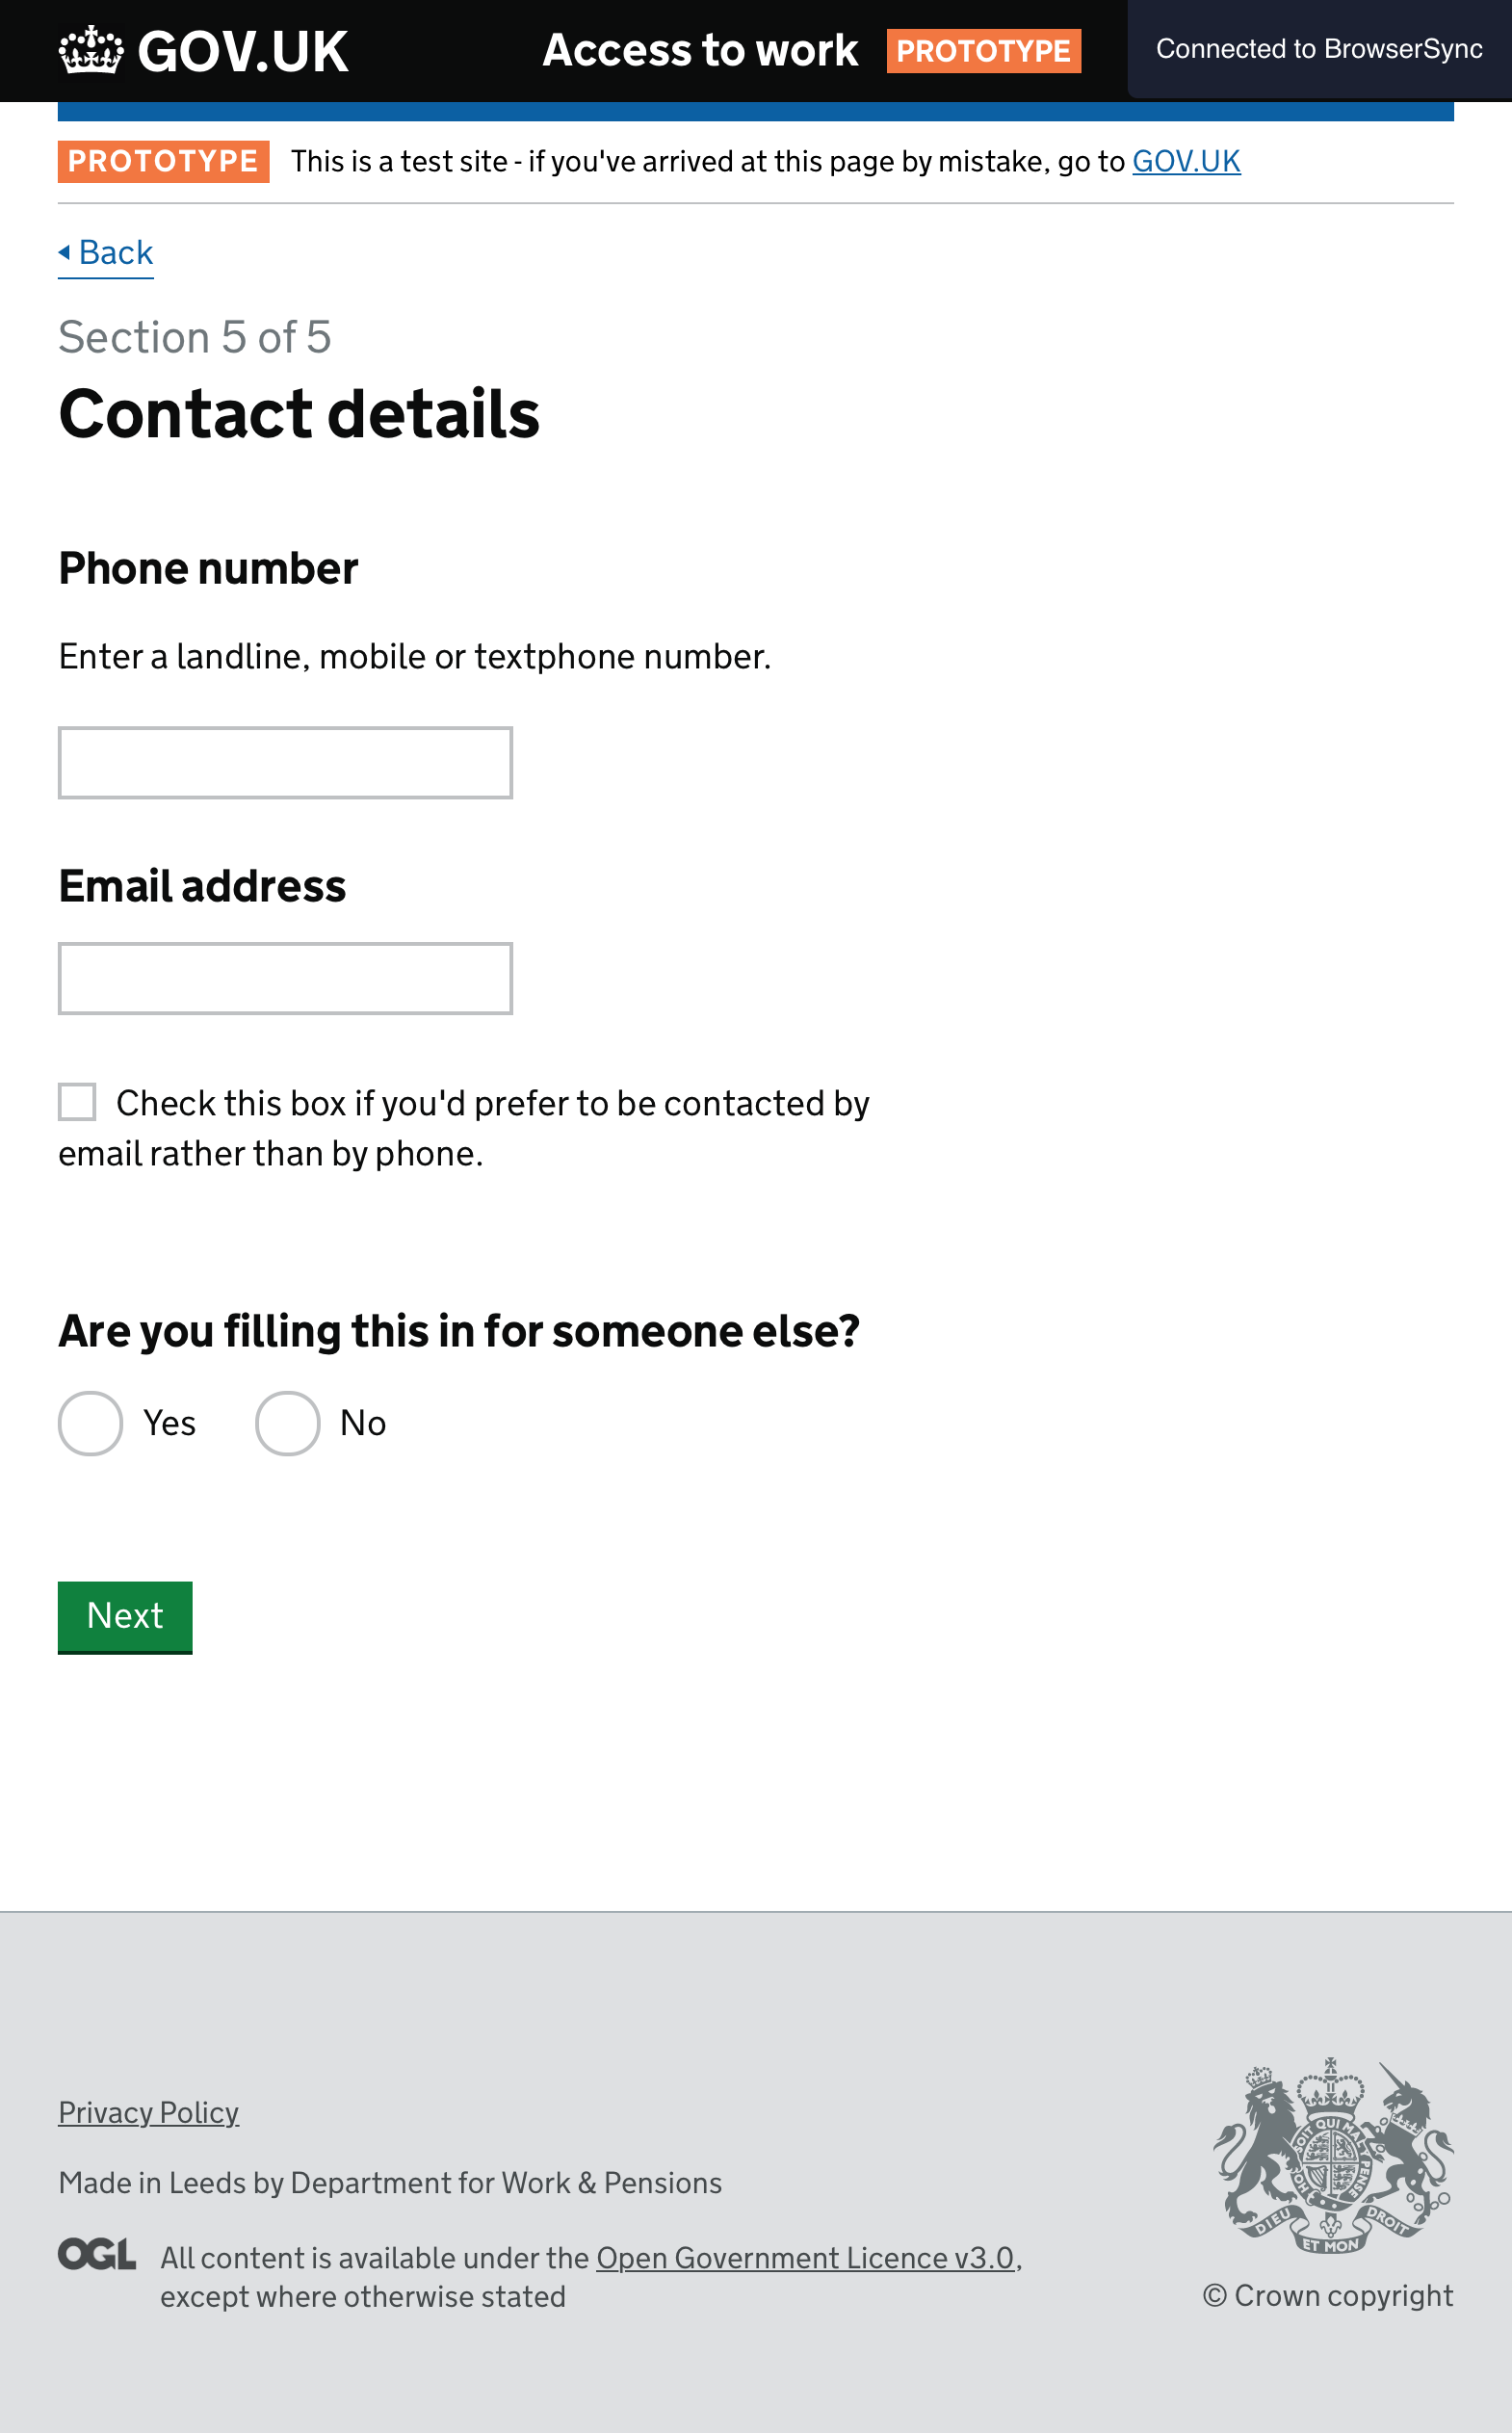 GOV.UK
Access to work
PROTOTYPE
Connected to BrowserSync
PROTOTYPE This is a test site - if you've arrived at this page by mistake, go to GOV.UK
Back
Section 5 of 5
Contact details
Phone number
Enter a landline, mobile or textphone number.
Email address
Check this box if you'd prefer to be contacted by
email rather than by phone.
Are you filling this in for someone else?
Yes No
Next
Privacy Policy
Made in Leeds by Department for Work & Pensions
OGL All content is available under the Open Government Licence v3.0,
except where otherwise stated
SOIT QUI MAL Y PENSE
DIEU ET MON DROIT
© Crown copyright